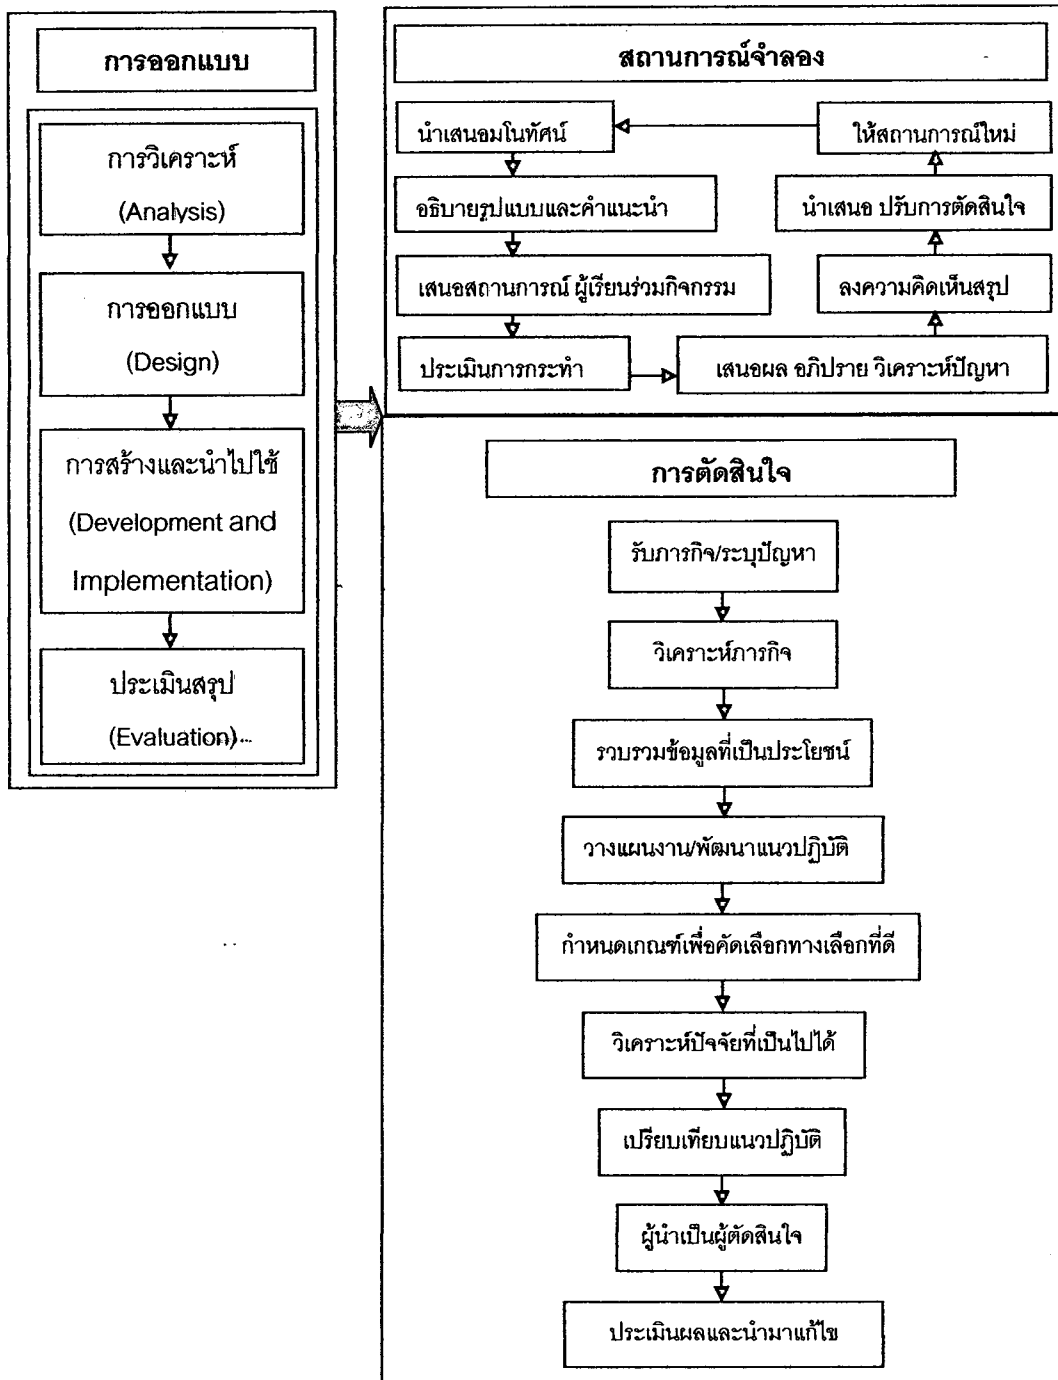 การออกแบบ
การวิเคราะห์
(Analysis)
การออกแบบ
(Design)
การสร้างและนำไปใช้
(Development and
Implementation)
ประเมินสรุป
(Evaluation)
สถานการณ์จำลอง
นำเสนอมโนทัศน์
ให้สถานการณ์ใหม่
อธิบายรูปแบบและคำแนะนำ
นำเสนอ ปรับการตัดสินใจ
เสนอสถานการณ์ ผู้เรียนร่วมกิจกรรม
ลงความคิดเห็นสรุป
ประเมินการกระทำ
เสนอผล อภิปราย วิเคราะห์ปัญหา
การตัดสินใจ
รับภารกิจ/ระบุปัญหา
วิเคราะห์ภารกิจ
รวบรวมข้อมูลที่เป็นประโยชน์
วางแผนงาน/พัฒนาแนวปฏิบัติ
กำหนดเกณฑ์เพื่อคัดเลือกทางเลือกที่ดี
วิเคราะห์ปัจจัยที่เป็นไปได้
เปรียบเทียบแนวปฏิบัติ
ผู้นำเป็นผู้ตัดสินใจ
ประเมินผลและนำมาแก้ไข